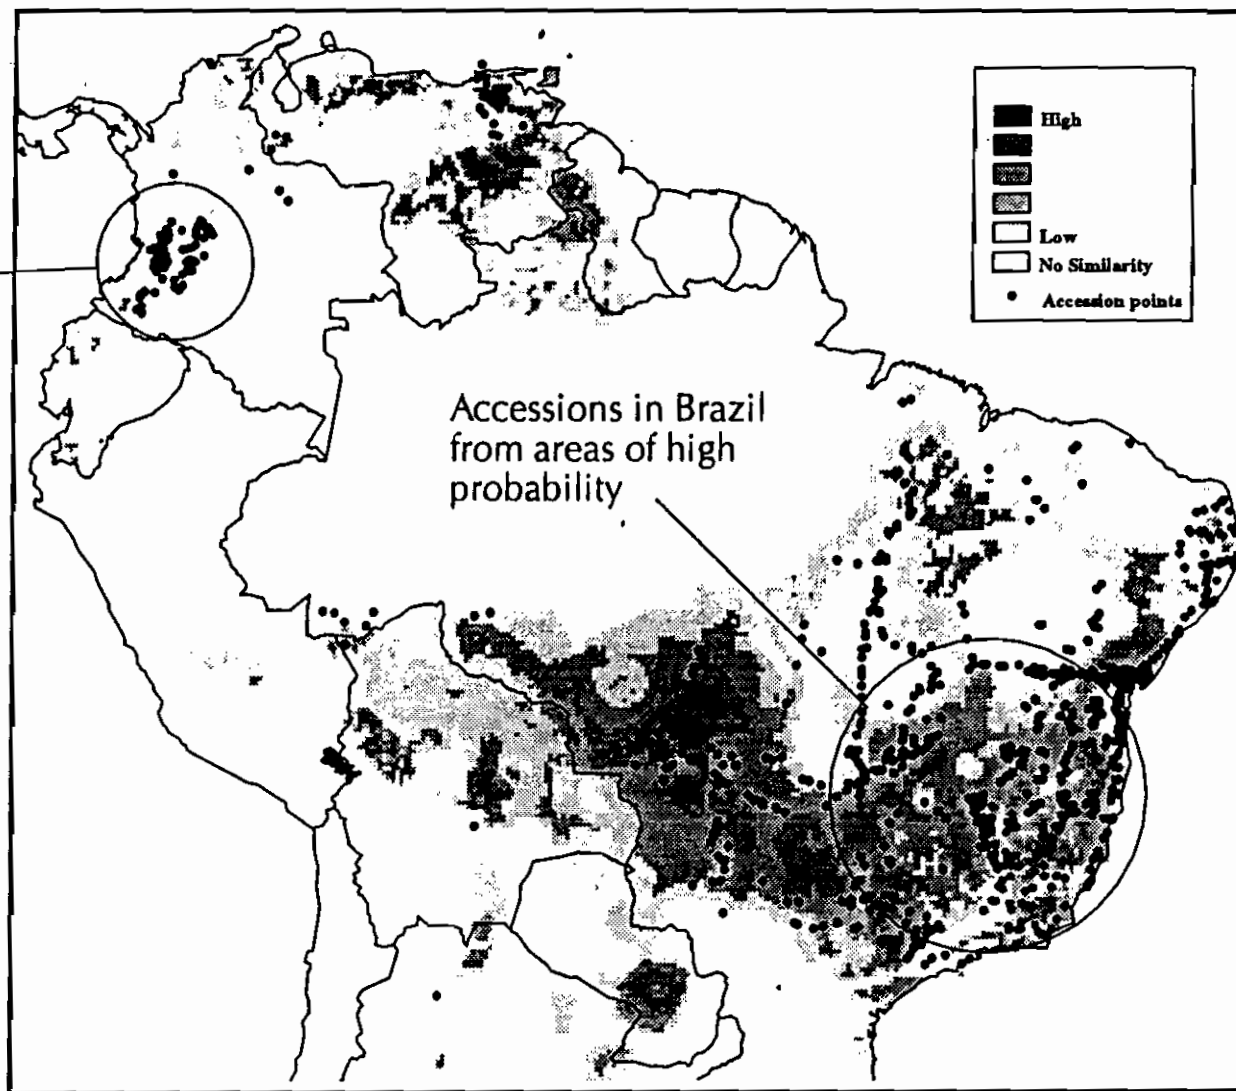 High
Low
No Similarity
Accession points
Accessions in Brazil
from areas of high
probability